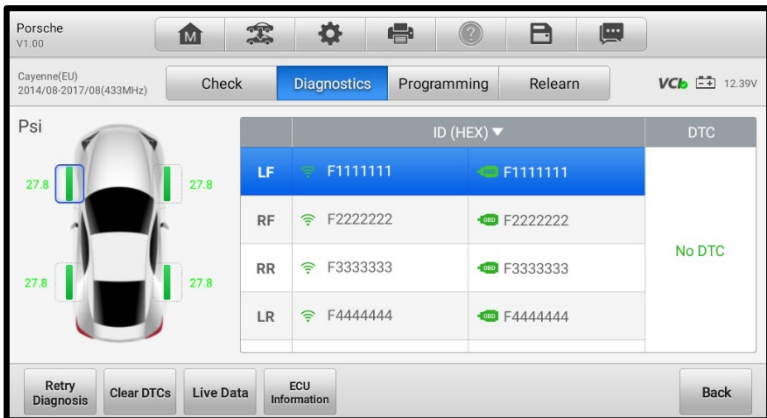 Porsche
V1.00
M
?
Cayenne(EU)
2014/08-2017/08(433MHz)
Check
Diagnostics
Programming
Relearn
VCI
12.39V
Psi
27.8
27.8
27.8
27.8
ID (HEX) ▼
DTC
LF F1111111 OBD F1111111
RF F2222222 OBD F2222222
RR F3333333 OBD F3333333
LR F4444444 OBD F4444444
No DTC
Retry
Diagnosis
Clear DTCs
Live Data
ECU
Information
Back